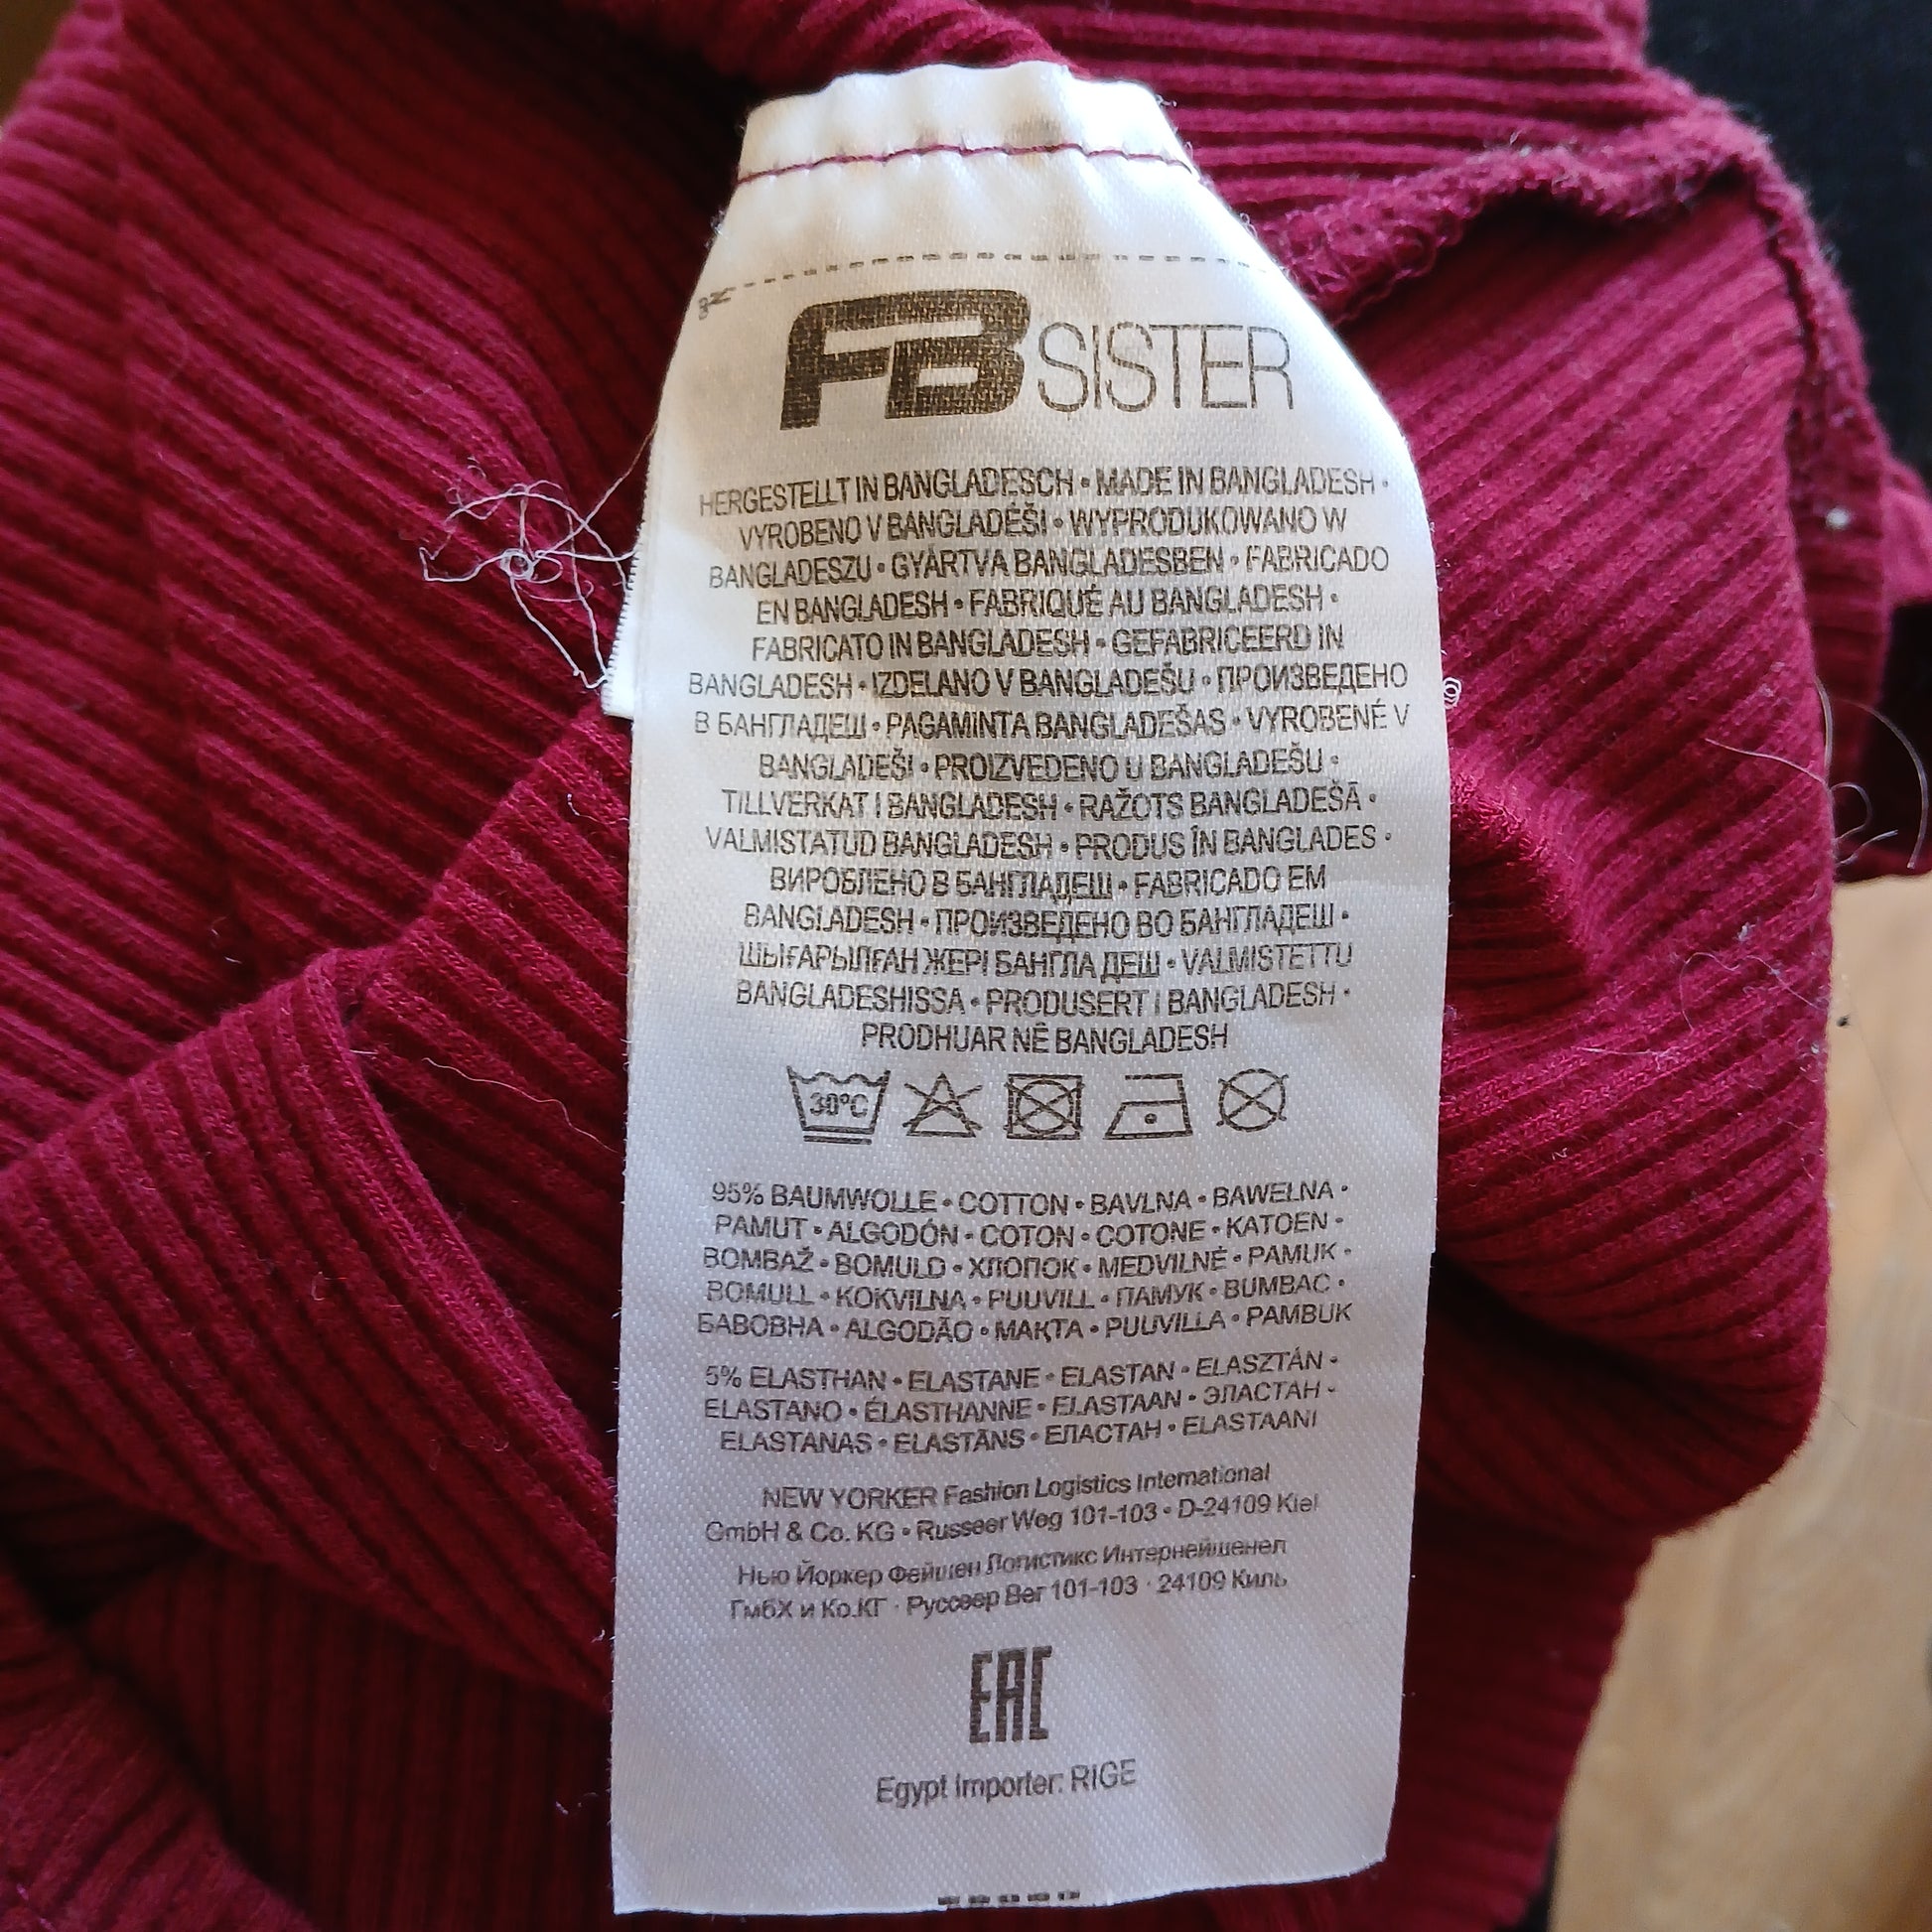 FB SISTER
HERGESTELLT IN BANGLADESCH • MADE IN BANGLADESH •
VYROBENO V BANGLADÉŠI • WYPRODUKOWANO W
BANGLADESZU • GYÁRTVA BANGLADESBEN • FABRICADO
EN BANGLADESH • FABRIQUÉ AU BANGLADESH •
FABRICATO IN BANGLADESH • GEFABRICEERD IN
BANGLADESH • IZDELANO V BANGLADEŠU • ПРОИЗВЕДЕНО
В БАНГЛАДЕШ • PAGAMINTA BANGLADEŠAS • VYROBENÉ V
BANGLADEŠI • PROIZVEDENO U BANGLADEŠU •
TILLVERKAT I BANGLADESH • RAŽOTS BANGLADEŠĀ •
VALMISTATUD BANGLADESH • PRODUS ÎN BANGLADES •
ВИРОБЛЕНО В БАНГЛАДЕШ • FABRICADO EM
BANGLADESH • ПРОИЗВЕДЕНО ВО БАНГЛАДЕШ •
ШЫҒАРЫЛҒАН ЖЕРІ БАНГЛА ДЕШ • VALMISTETTU
BANGLADESHISSA • PRODUSERT I BANGLADESH •
PRODHUAR NË BANGLADESH
30°C
95% BAUMWOLLE • COTTON • BAVLNA • BAWEŁNA •
PAMUT • ALGODÓN • COTON • COTONE • KATOEN •
BOMBAŽ • BOMULD • ХЛОПОК • MEDVILNĖ • PAMUK •
BOMULL • KOKVILNA • PUUVILL • ПАМУК • BUMBAC •
БАВОВНА • ALGODÃO • МАҚТА • PUUVILLA • PAMBUK
5% ELASTHAN • ELASTANE • ELASTAN • ELASZTÁN •
ELASTANO • ÉLASTHANNE • ELASTAAN • ЭЛАСТАН •
ELASTANAS • ELASTĀNS • ЕЛАСТАН • ELASTAANI
NEW YORKER Fashion Logistics International
GmbH & Co. KG • Russeer Weg 101-103 • D-24109 Kiel
Нью Йоркер Фейшен Логистикс Интернейшенел
ГмбХ и Ко.КГ · Руссеер Вег 101-103 · 24109 Киль
EAC
Egypt Importer: RIGE